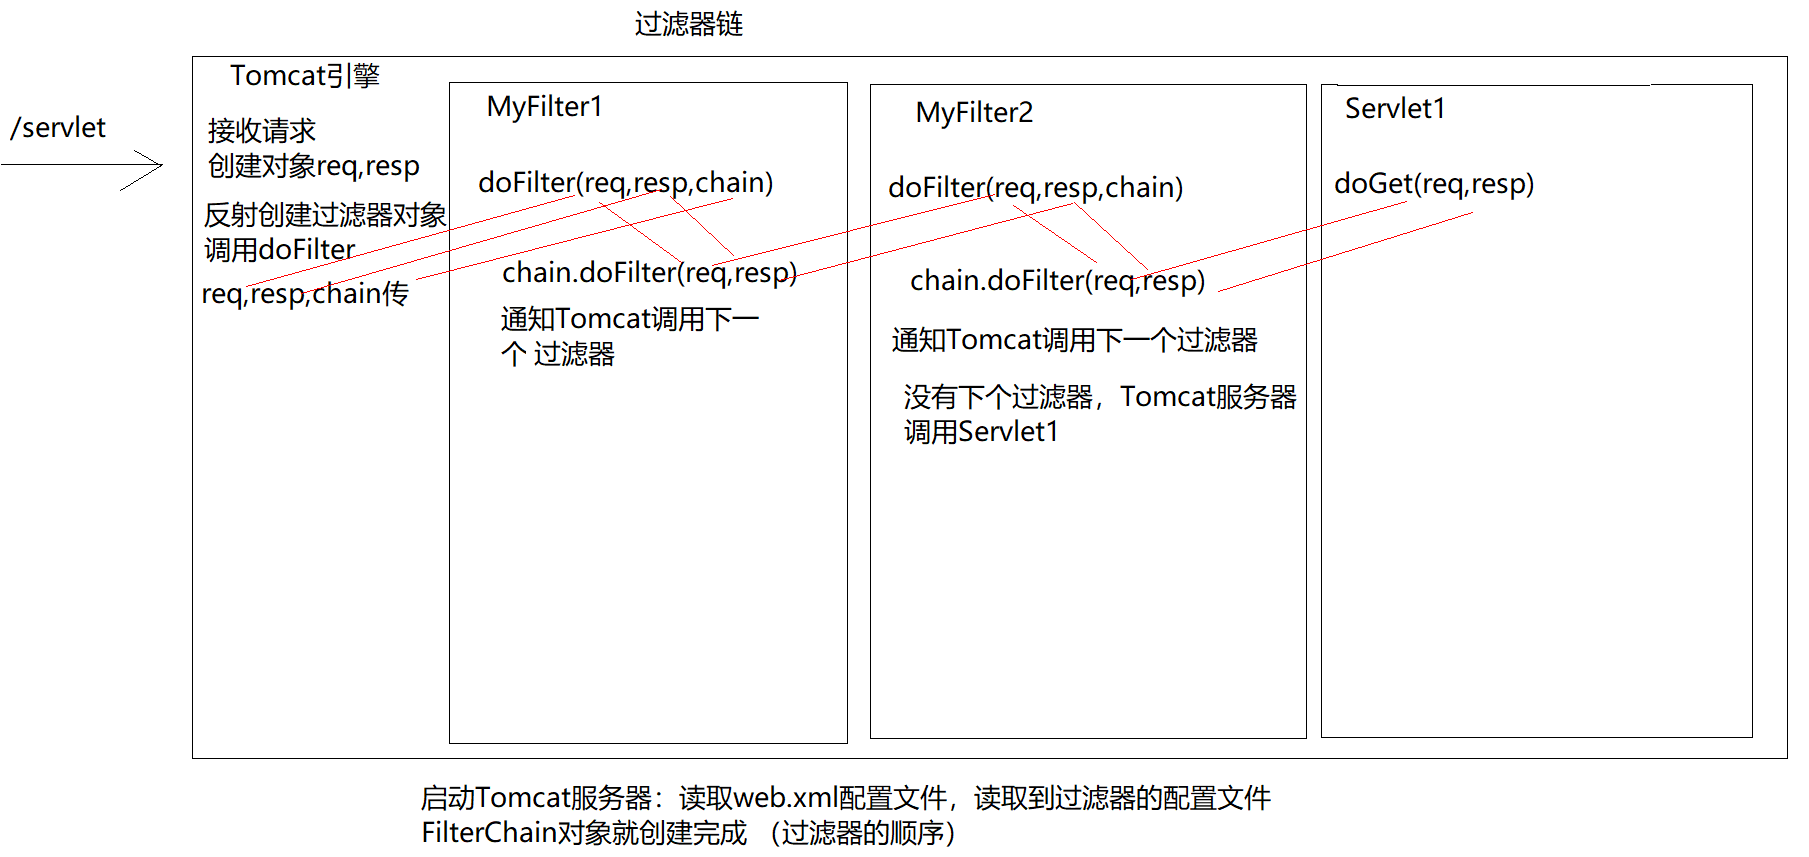 过滤器链
/servlet
Tomcat引擎
接收请求
创建对象req,resp
反射创建过滤器对象
调用doFilter
req,resp,chain传
MyFilter1
doFilter(req,resp,chain)
chain.doFilter(req,resp)
通知Tomcat调用下一
个 过滤器
MyFilter2
doFilter(req,resp,chain)
chain.doFilter(req,resp)
通知Tomcat调用下一个过滤器
没有下个过滤器，Tomcat服务器
调用Servlet1
Servlet1
doGet(req,resp)
启动Tomcat服务器：读取web.xml配置文件，读取到过滤器的配置文件
FilterChain对象就创建完成 （过滤器的顺序）